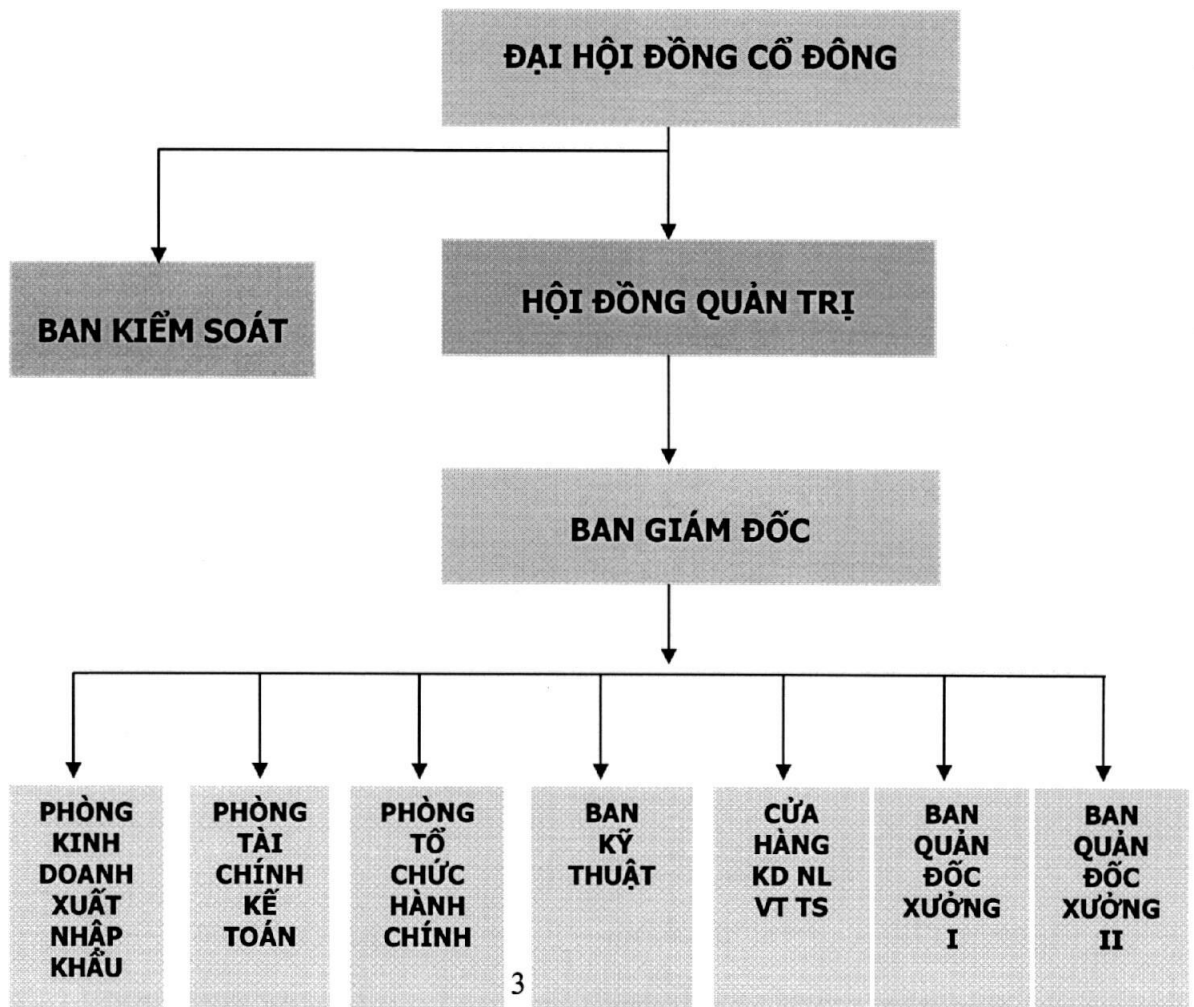 ĐẠI HỘI ĐỒNG CỔ ĐÔNG
HỘI ĐỒNG QUẢN TRỊ
BAN KIỂM SOÁT
BAN GIÁM ĐỐC
PHÒNG
KINH
DOANH
XUẤT
NHẬP
KHẨU
PHÒNG
TÀI
CHÍNH
KẾ
TOÁN
PHÒNG
TỔ
CHỨC
HÀNH
CHÍNH
BAN
KỸ
THUẬT
CỬA
HÀNG
KD NL
VT TS
BAN
QUẢN
ĐỐC
XƯỞNG
I
BAN
QUẢN
ĐỐC
XƯỞNG
II
3